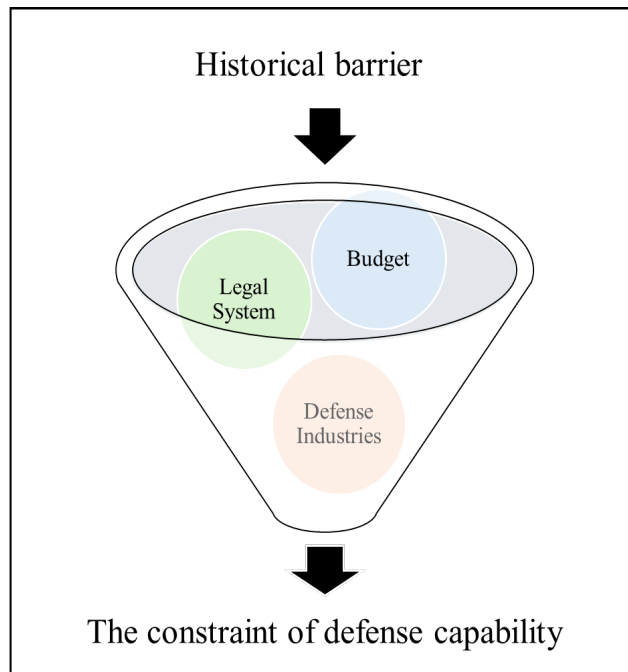 Historical barrier
Budget
Legal
System
Defense
Industries
The constraint of defense capability